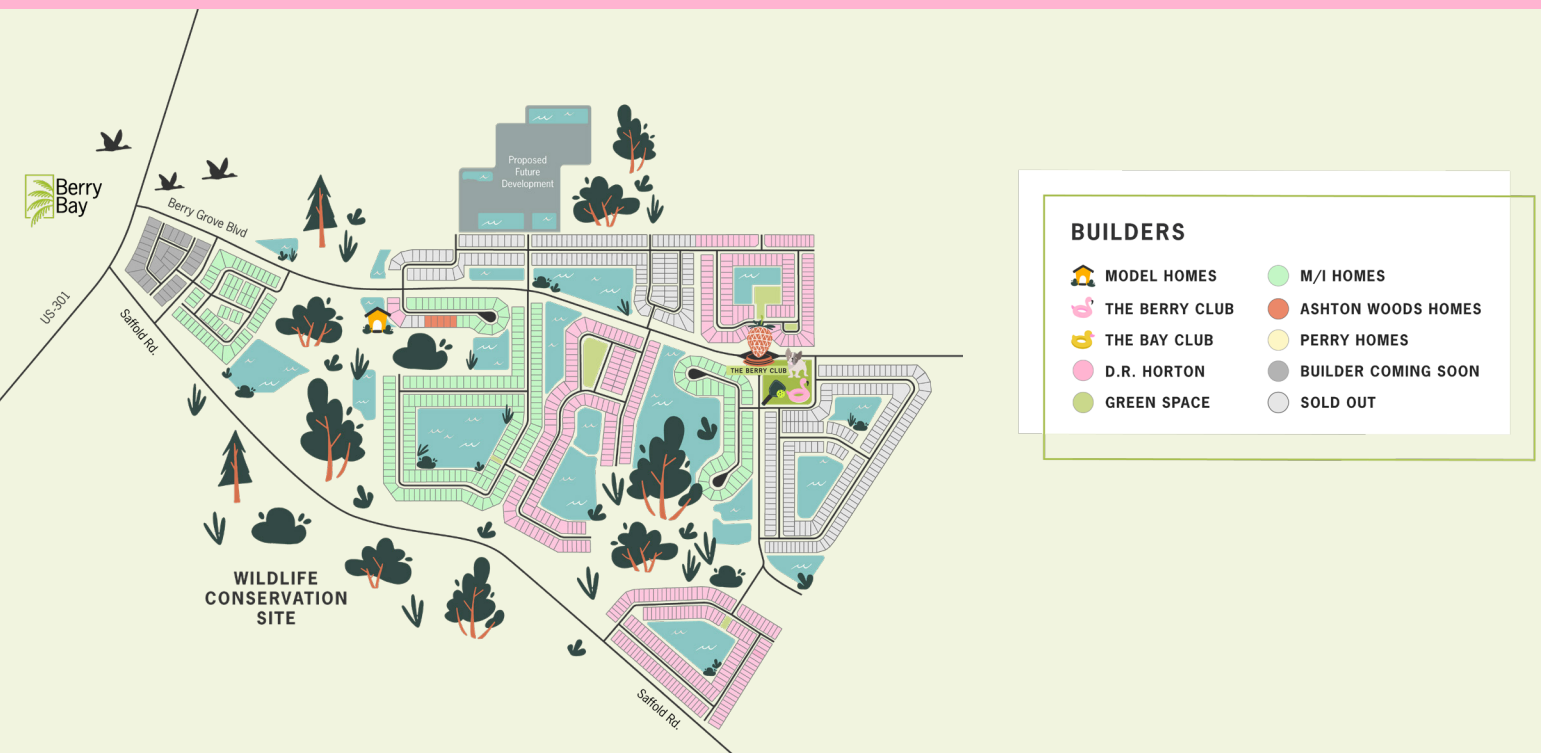 Berry
Bay
US-301
Berry Grove Blvd
Saffold Rd.
Proposed
Future
Development
THE BERRY CLUB
WILDLIFE
CONSERVATION
SITE
Saffold Rd.
BUILDERS
MODEL HOMES
THE BERRY CLUB
THE BAY CLUB
D.R. HORTON
GREEN SPACE
M/I HOMES
ASHTON WOODS HOMES
PERRY HOMES
BUILDER COMING SOON
SOLD OUT